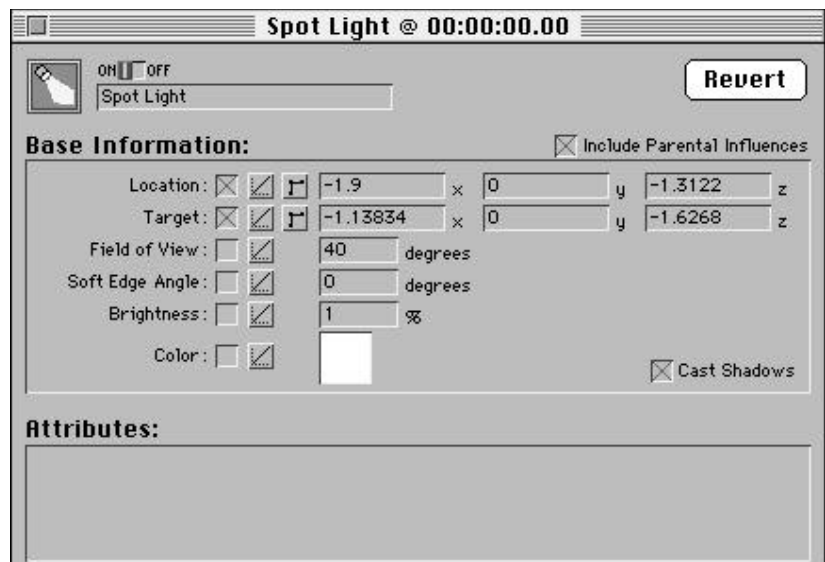 Spot Light @ 00:00:00.00
ON OFF
Spot Light
Revert
Base Information:
Include Parental Influences
Location: -1.9 x 0 y -1.3122 z
Target: -1.13834 x 0 y -1.6268 z
Field of View: 40 degrees
Soft Edge Angle: 0 degrees
Brightness: 1 %
Color:
Cast Shadows
Attributes: